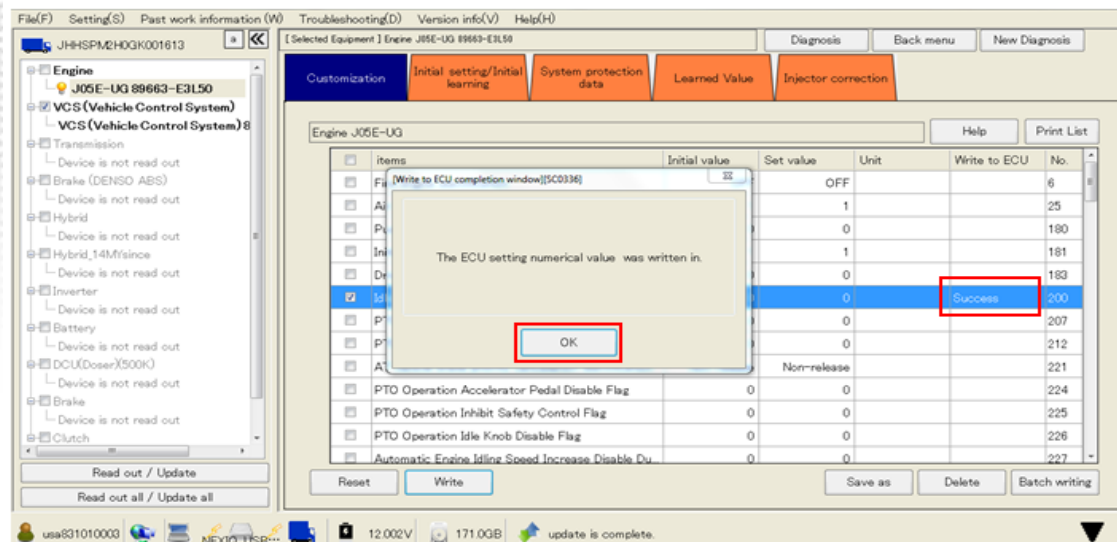 File(F) Setting(S) Past work information (W) Troubleshooting(D) Version info(V) Help(H)
JHHSPM2H0GK001613
a
[ Selected Equipment ] Engine J05E-UG 89663-E3L50
Diagnosis
Back menu
New Diagnosis
Engine
J05E-UG 89663-E3L50
VCS (Vehicle Control System)
VCS (Vehicle Control System) 8
Transmission
Device is not read out
Brake (DENSO ABS)
Device is not read out
Hybrid
Device is not read out
Hybrid_14MYsince
Device is not read out
Inverter
Device is not read out
Battery
Device is not read out
DCU(Doser)(500K)
Device is not read out
Brake
Device is not read out
Clutch
Read out / Update
Read out all / Update all
Customization
Initial setting/Initial
learning
System protection
data
Learned Value
Injector correction
Engine J05E-UG
Help
Print List
items Initial value Set value Unit Write to ECU No.
OFF 6
1 25
0 180
1 181
0 183
0 Success 200
0 207
0 212
Non-release 221
PTO Operation Accelerator Pedal Disable Flag 0 0 224
PTO Operation Inhibit Safety Control Flag 0 0 225
PTO Operation Idle Knob Disable Flag 0 0 226
Automatic Engine Idling Speed Increase Disable Du... 0 0 227
[Write to ECU completion window][SC0336]
The ECU setting numerical value was written in.
OK
Reset
Write
Save as
Delete
Batch writing
usa831010003
12.002V
171.0GB
update is complete.